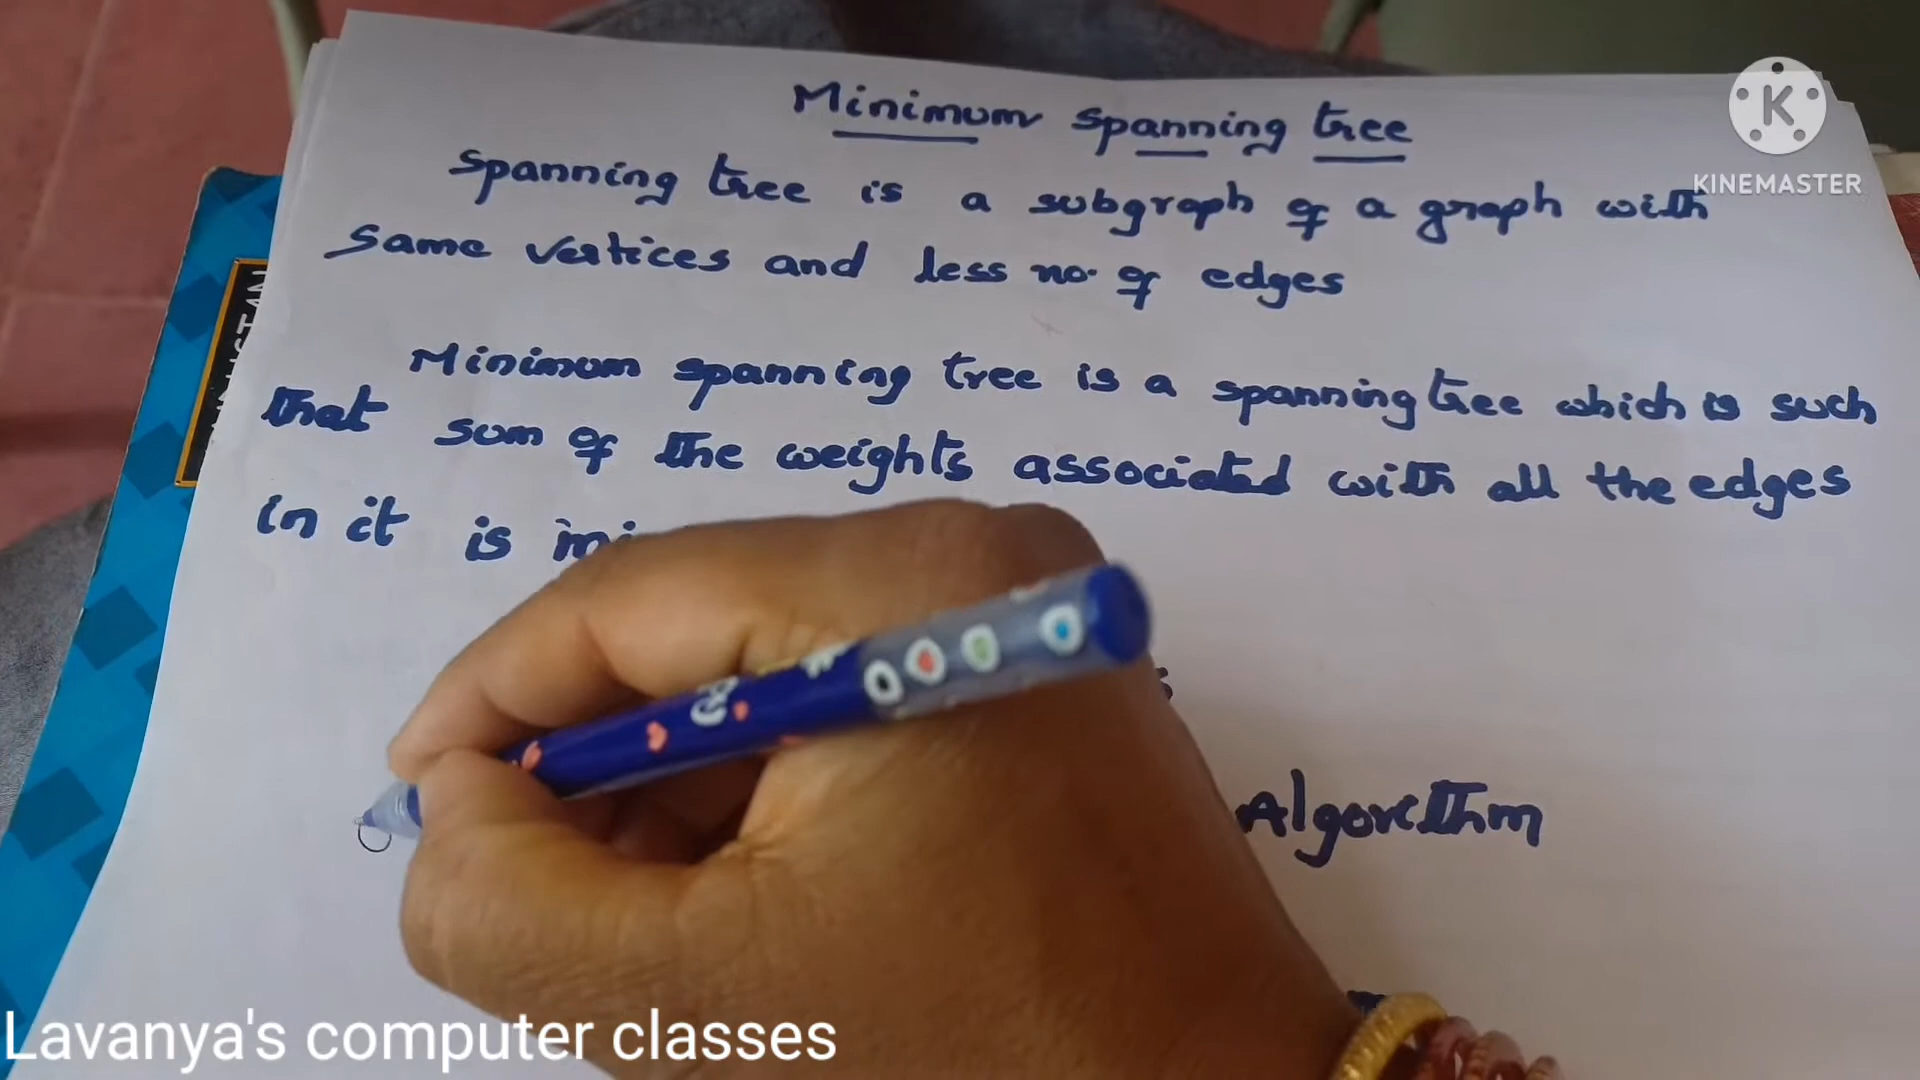 Minimum spanning tree
K
KINEMASTER
Spanning tree is a subgraph of a graph with
same vertices and less no. of edges
Minimum spanning tree is a spanning tree which is such
that sum of the weights associated with all the edges
in it is
Algorithm
Lavanya's computer classes